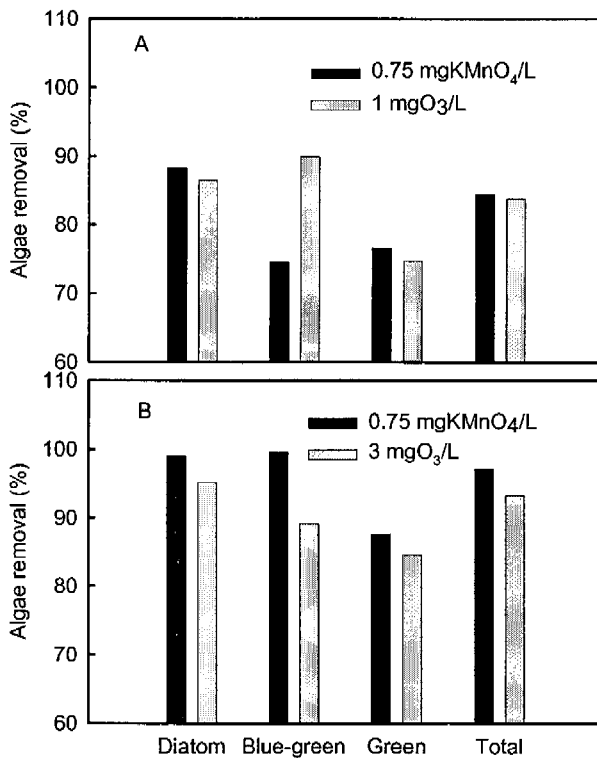 A
0.75 mgKMnO4/L
1 mgO3/L
Algae removal (%)
110
100
90
80
70
60
B
0.75 mgKMnO4/L
3 mgO3/L
Algae removal (%)
110
100
90
80
70
60
Diatom Blue-green Green Total